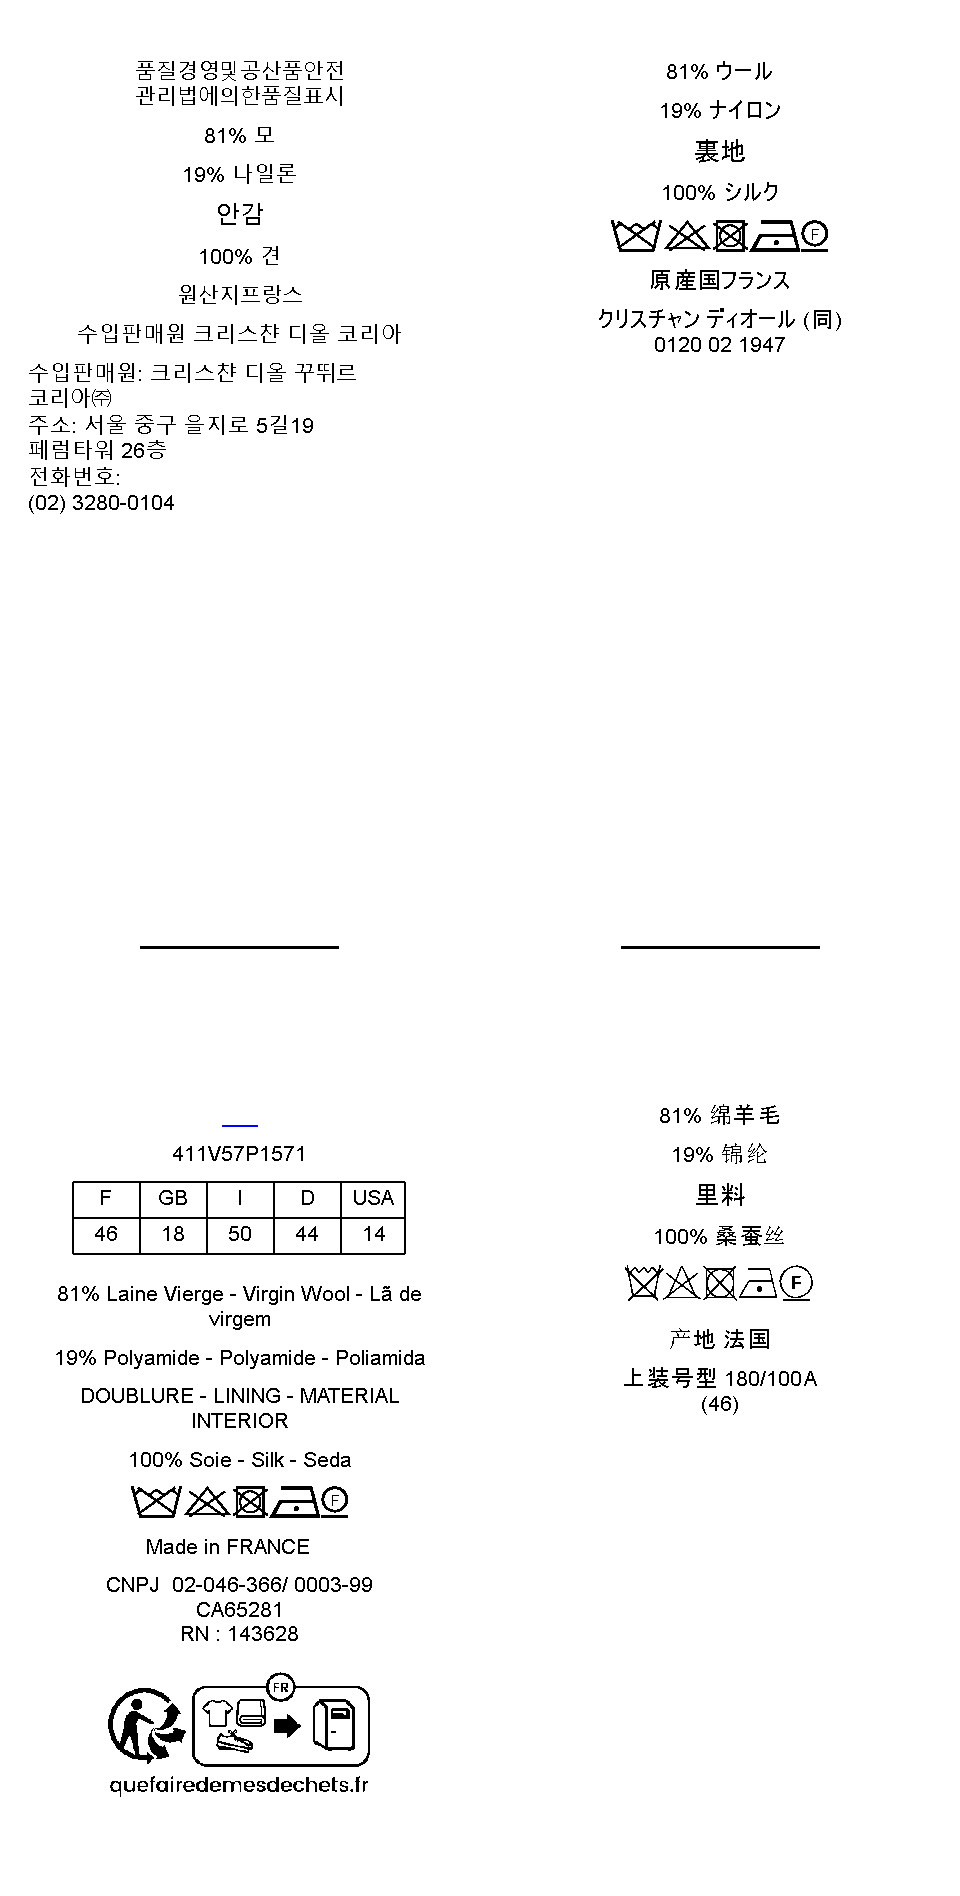 품질경영및공산품안전
관리법에의한품질표시
81% 모
19% 나일론
안감
100% 견
원산지프랑스
수입판매원 크리스챤 디올 코리아
수입판매원: 크리스챤 디올 꾸뛰르
코리아㈜
주소: 서울 중구 을지로 5길19
페럼타워 26층
전화번호:
(02) 3280-0104
81% ウール
19% ナイロン
裏地
100% シルク
F
原産国フランス
クリスチャン ディオール (同)
0120 02 1947
411V57P1571
F GB I D USA
46 18 50 44 14
81% Laine Vierge - Virgin Wool - Lã de
virgem
19% Polyamide - Polyamide - Poliamida
DOUBLURE - LINING - MATERIAL
INTERIOR
100% Soie - Silk - Seda
F
Made in FRANCE
CNPJ 02-046-366/ 0003-99
CA65281
RN : 143628
FR
quefairedemesdechets.fr
81% 绵羊毛
19% 锦纶
里料
100% 桑蚕丝
F
产地 法国
上装号型 180/100A
(46)